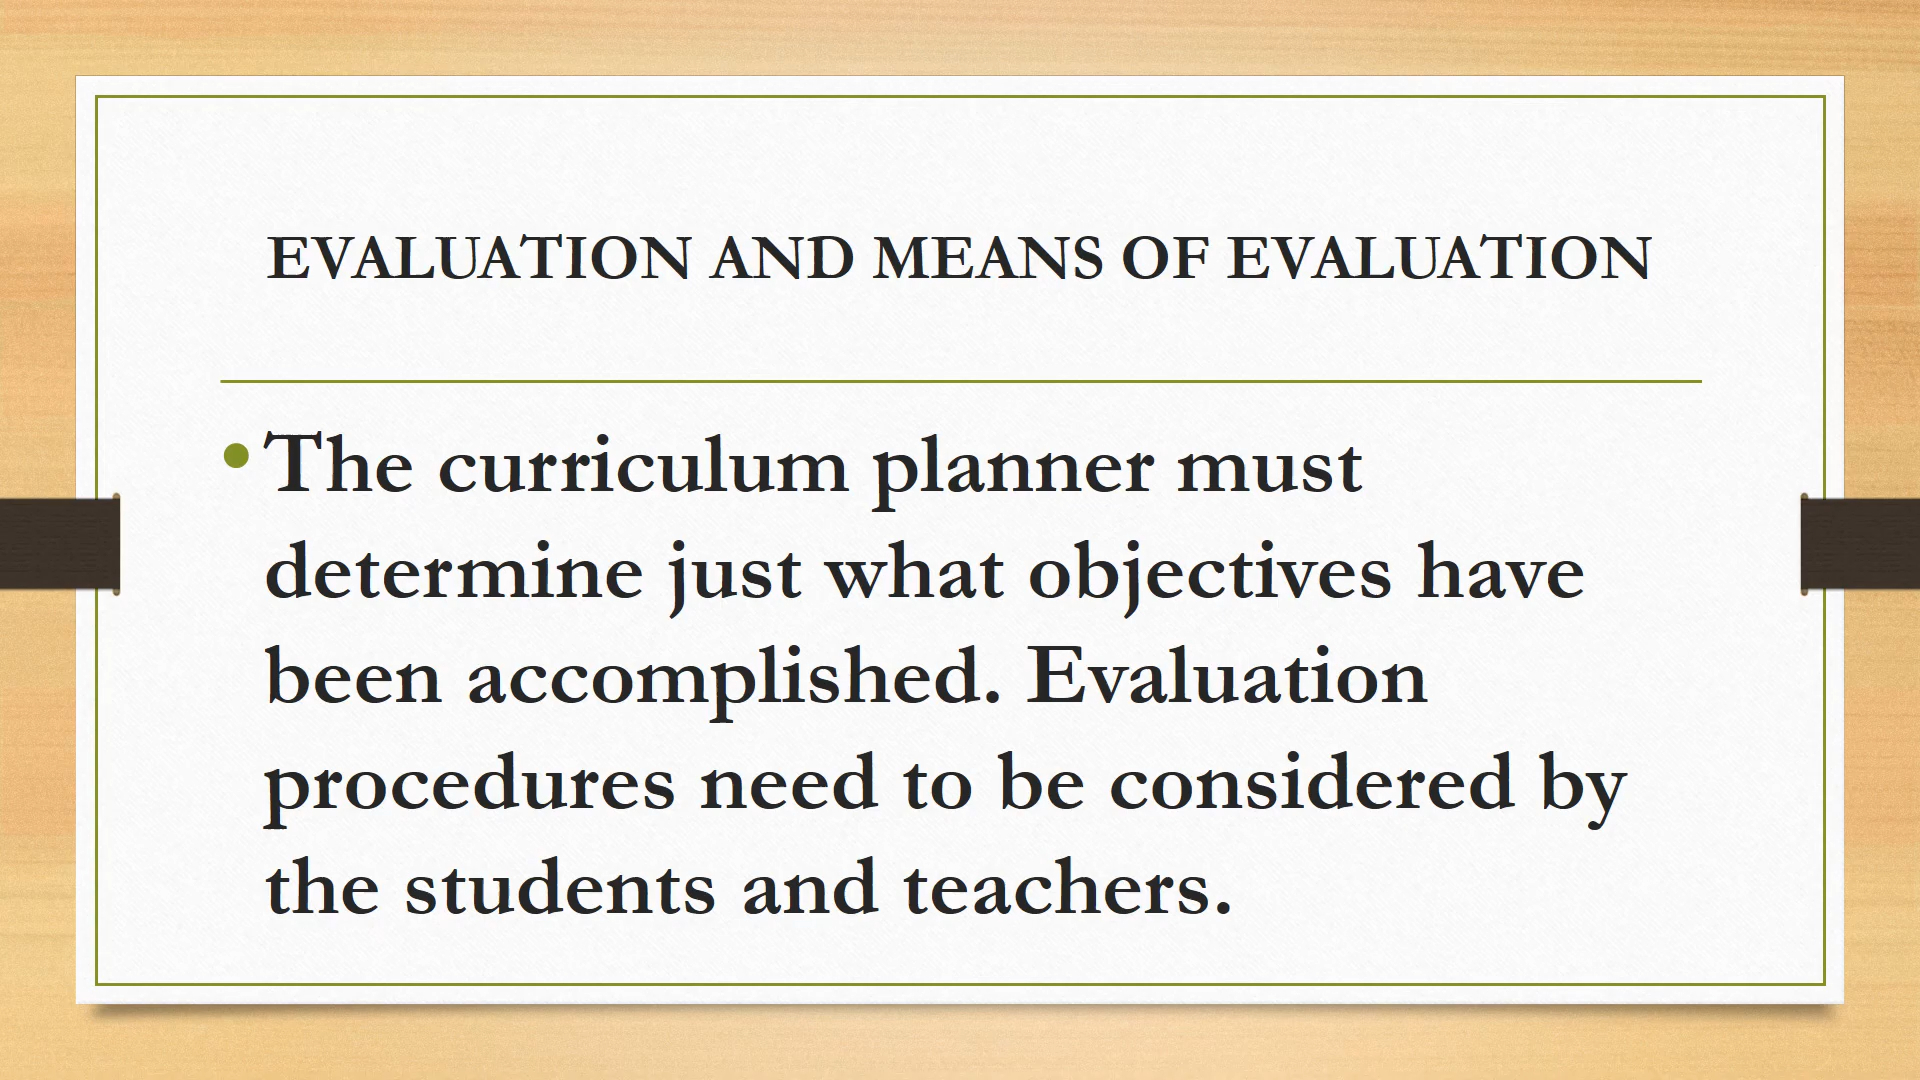 EVALUATION AND MEANS OF EVALUATION
• The curriculum planner must
determine just what objectives have
been accomplished. Evaluation
procedures need to be considered by
the students and teachers.